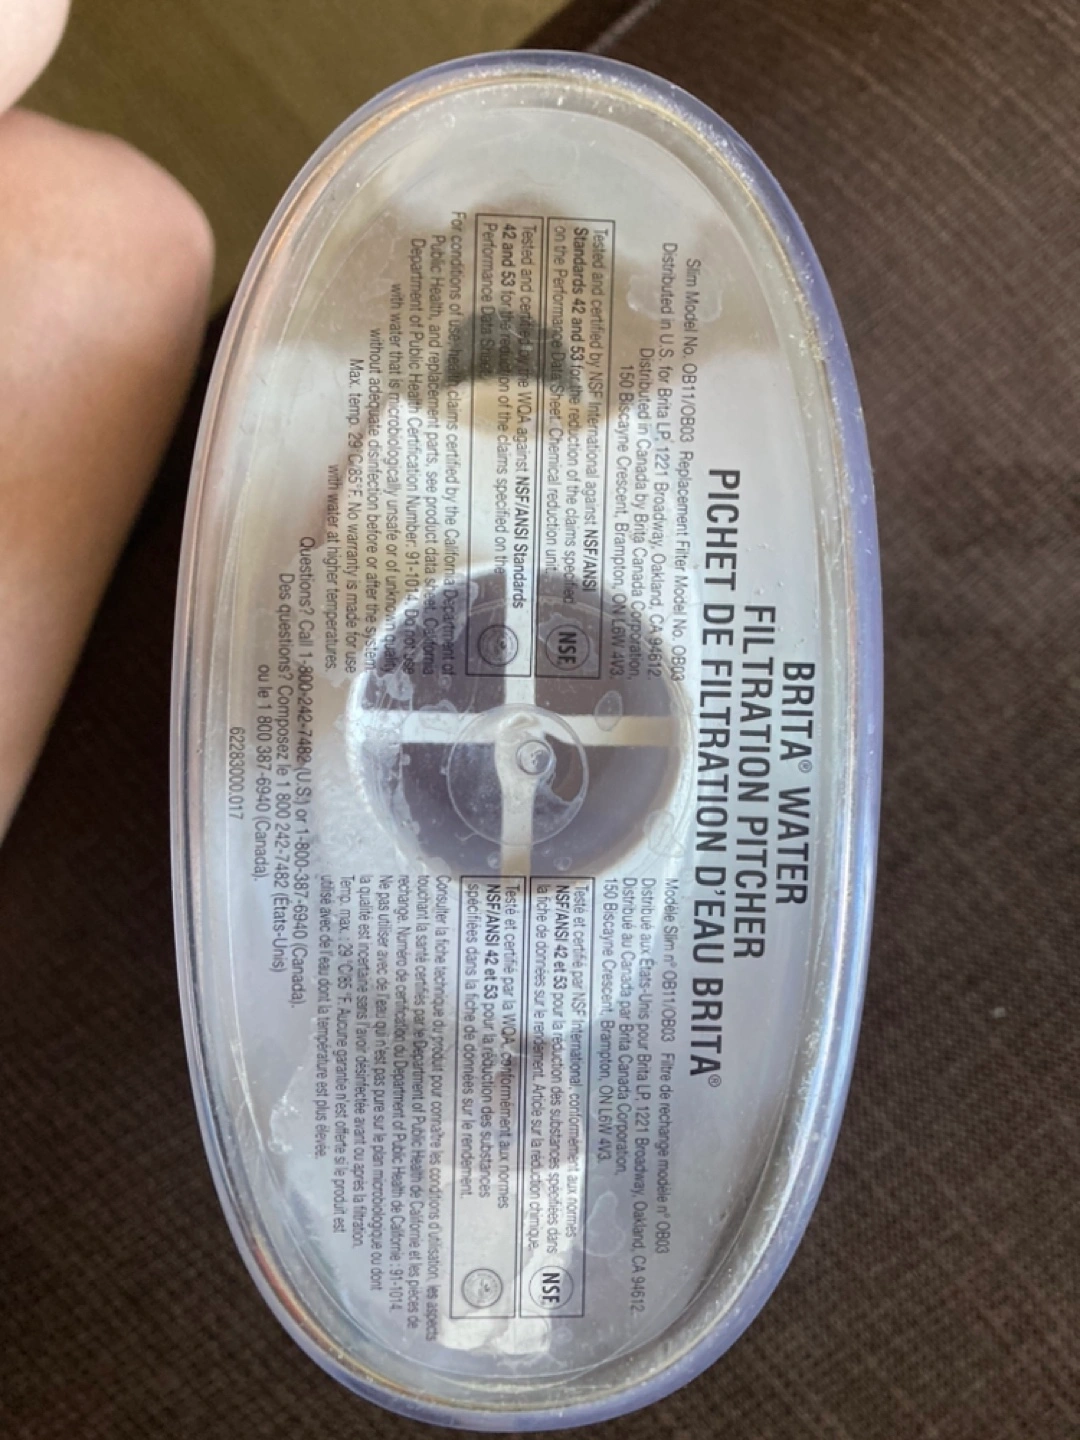 BRITA® WATER
FILTRATION PITCHER
PICHET DE FILTRATION D'EAU BRITA®
Slim Model No. OB11/OB03 Replacement Filter Model No. OB03
Distributed in U.S. for Brita LP, 1221 Broadway, Oakland, CA 94612.
Distributed in Canada by Brita Canada Corporation,
150 Biscayne Crescent, Brampton, ON L6W 4V3.
Tested and certified by NSF International against NSF/ANSI
Standards 42 and 53 for the reduction of the claims specified
on the Performance Data Sheet. Chemical reduction unit.
NSF
Tested and certified by the WQA against NSF/ANSI Standards
42 and 53 for the reduction of the claims specified on the
Performance Data Sheet.
For conditions of use, health claims certified by the California Department of
Public Health, and replacement parts, see product data sheet. California
Department of Public Health Certification Number: 91-1014. Do not use
with water that is microbiologically unsafe or of unknown quality
without adequate disinfection before or after the system.
Max. temp. 29°C/85°F. No warranty is made for use
with water at higher temperatures.
Modèle Slim nº OB11/OB03 Filtre de rechange modèle nº OB03
Distribué aux États-Unis pour Brita LP, 1221 Broadway, Oakland, CA 94612.
Distribué au Canada par Brita Canada Corporation,
150 Biscayne Crescent, Brampton, ON L6W 4V3.
Testé et certifié par NSF International, conformément aux normes
NSF/ANSI 42 et 53 pour la réduction des substances spécifiées dans
la fiche de données sur le rendement. Article sur la réduction chimique.
NSF
Testé et certifié par la WQA, conformément aux normes
NSF/ANSI 42 et 53 pour la réduction des substances
spécifiées dans la fiche de données sur le rendement.
Consulter la fiche technique du produit pour connaître les conditions d'utilisation, les aspects
touchant la santé certifiés par le Department of Public Health de Californie et les pièces de
rechange. Numéro de certification du Department of Public Health de Californie : 91-1014.
Ne pas utiliser avec de l'eau qui n'est pas pure sur le plan microbiologique ou dont
la qualité est incertaine sans l'avoir désinfectée avant ou après la filtration.
Temp. max. : 29 °C/85 °F. Aucune garantie n'est offerte si le produit est
utilisé avec de l'eau dont la température est plus élevée.
Questions? Call 1-800-242-7482 (U.S.) or 1-800-387-6940 (Canada).
Des questions? Composez le 1 800 242-7482 (États-Unis)
ou le 1 800 387-6940 (Canada).
62283000.017